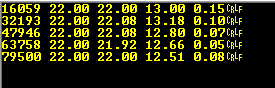 16059 22.00 22.00 13.00 0.15CRLF
32193 22.00 22.08 13.18 0.10CRLF
47946 22.00 22.08 12.80 0.07CRLF
63758 22.00 21.92 12.66 0.05CRLF
79500 22.00 22.00 12.51 0.08CRLF